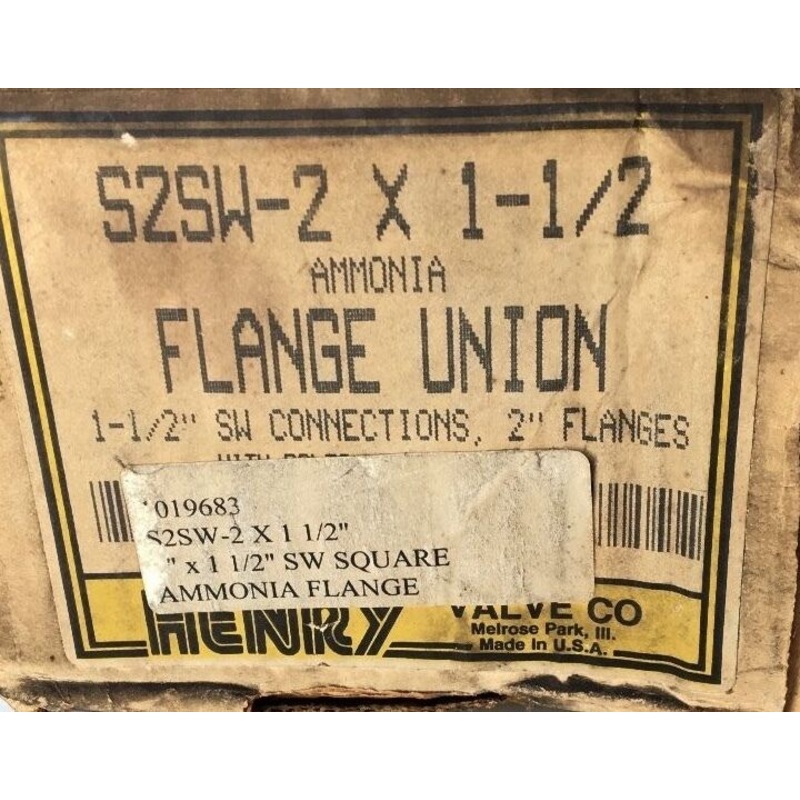 S2SW-2 X 1-1/2
AMMONIA
FLANGE UNION
1-1/2" SW CONNECTIONS, 2" FLANGES
WITH
019683
S2SW-2 X 1 1/2"
" x 1 1/2" SW SQUARE
AMMONIA FLANGE
HENRY VALVE CO
Melrose Park, Ill.
Made In U.S.A.